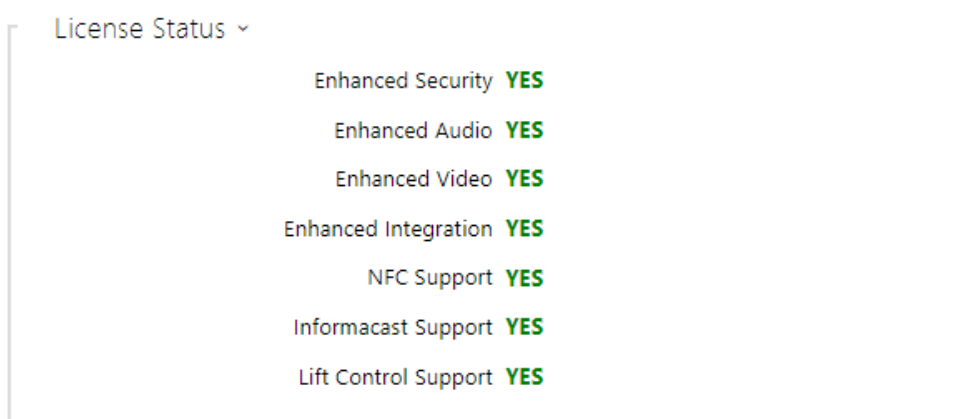 License Status
Enhanced Security YES
Enhanced Audio YES
Enhanced Video YES
Enhanced Integration YES
NFC Support YES
Informacast Support YES
Lift Control Support YES